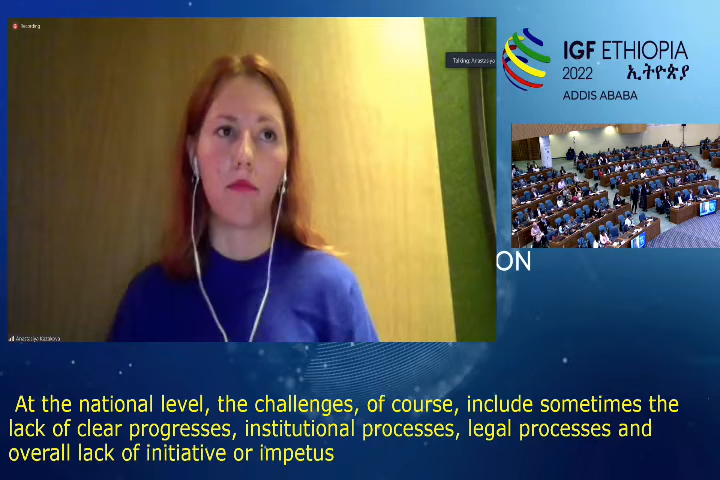 Recording
Talking: Anastasiya
IGF ETHIOPIA
2022 ኢትዮጵያ
ADDIS ABABA
ON
Anastasiya Kazakova
At the national level, the challenges, of course, include sometimes the
lack of clear progresses, institutional processes, legal processes and
overall lack of initiative or impetus